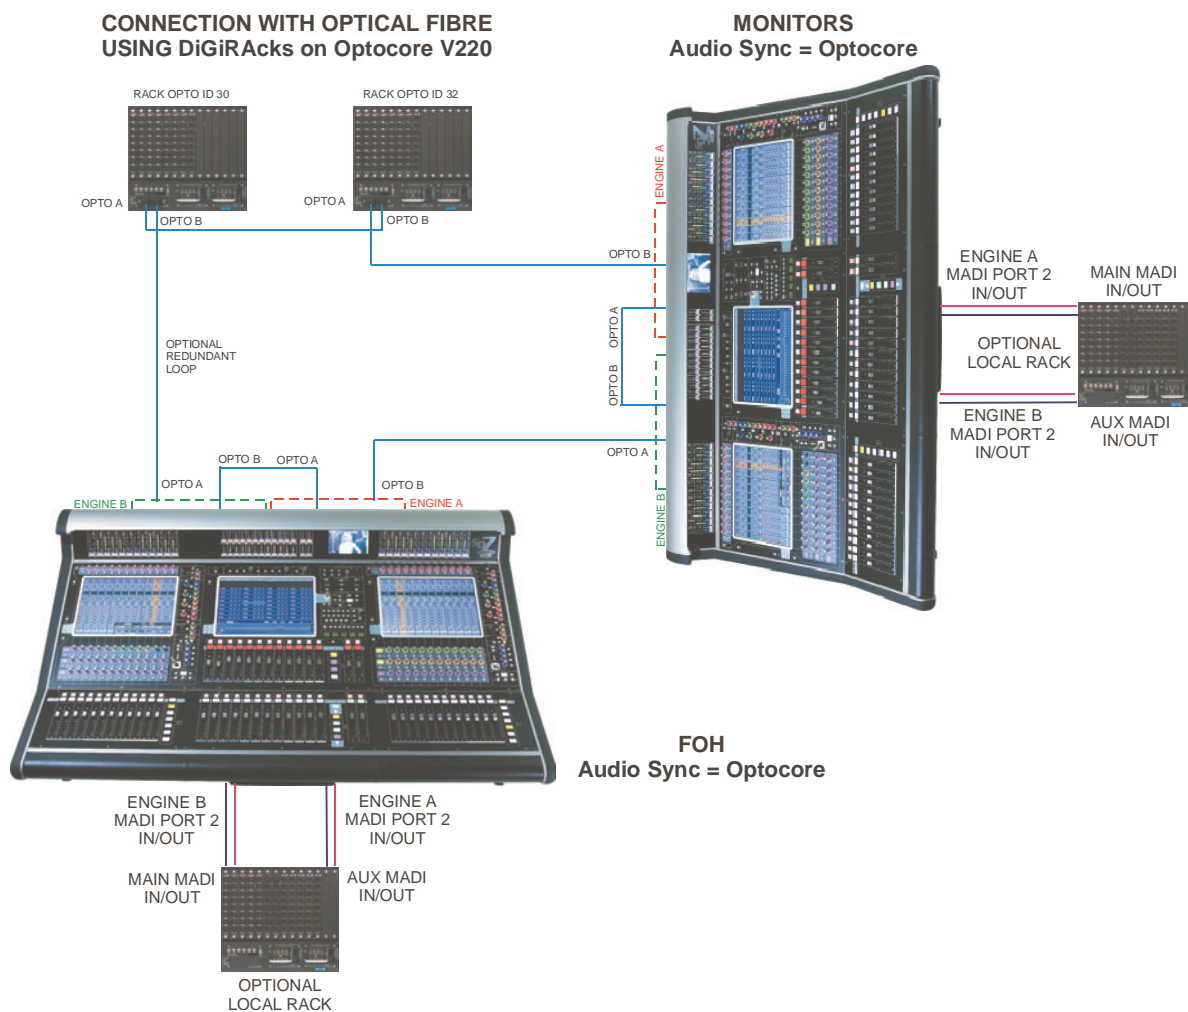 CONNECTION WITH OPTICAL FIBRE
USING DiGiRAcks on Optocore V220
MONITORS
Audio Sync = Optocore
RACK OPTO ID 30
RACK OPTO ID 32
OPTO A
OPTO B
OPTO A
OPTO B
OPTIONAL
REDUNDANT
LOOP
ENGINE A
OPTO B
OPTO A
OPTO B
OPTO A
ENGINE B
ENGINE A
MADI PORT 2
IN/OUT
MAIN MADI
IN/OUT
OPTIONAL
LOCAL RACK
ENGINE B
MADI PORT 2
IN/OUT
AUX MADI
IN/OUT
OPTO B
OPTO A
OPTO A
OPTO B
ENGINE B
ENGINE A
FOH
Audio Sync = Optocore
ENGINE B
MADI PORT 2
IN/OUT
ENGINE A
MADI PORT 2
IN/OUT
MAIN MADI
IN/OUT
AUX MADI
IN/OUT
OPTIONAL
LOCAL RACK